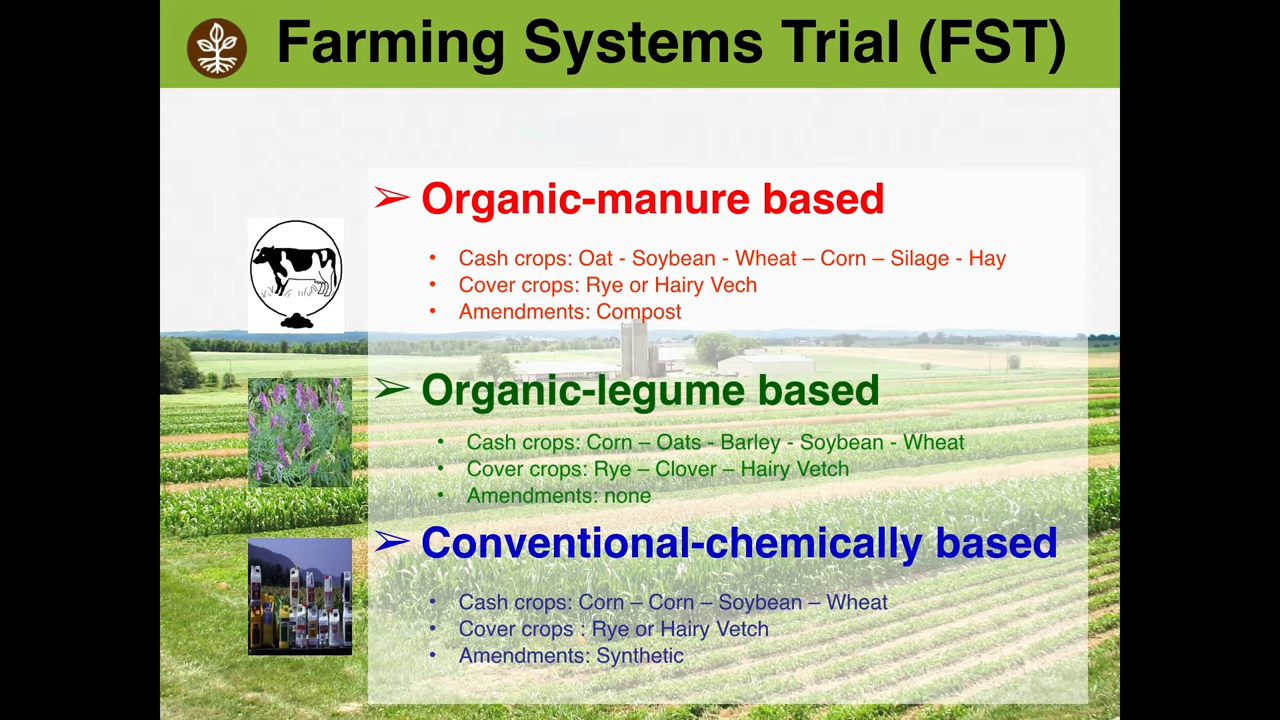 Farming Systems Trial (FST)
➢ Organic-manure based
• Cash crops: Oat - Soybean - Wheat – Corn – Silage - Hay
• Cover crops: Rye or Hairy Vech
• Amendments: Compost
➢ Organic-legume based
• Cash crops: Corn – Oats - Barley - Soybean - Wheat
• Cover crops: Rye – Clover – Hairy Vetch
• Amendments: none
➢ Conventional-chemically based
• Cash crops: Corn – Corn – Soybean – Wheat
• Cover crops : Rye or Hairy Vetch
• Amendments: Synthetic